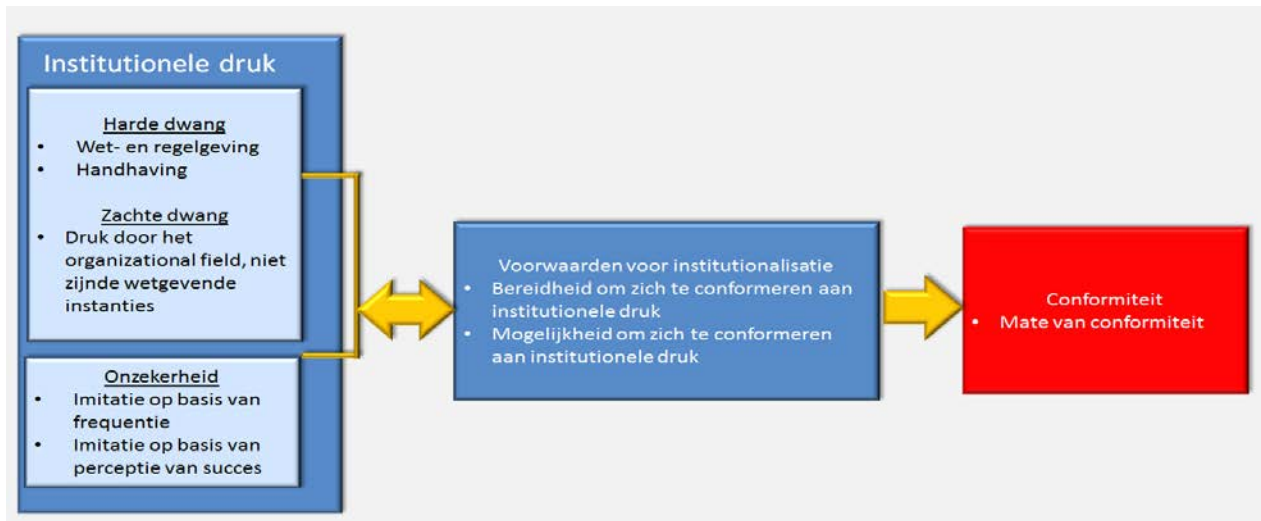 Institutionele druk
Harde dwang
• Wet- en regelgeving
• Handhaving
Zachte dwang
• Druk door het
organizational field, niet
zijnde wetgevende
instanties
Onzekerheid
• Imitatie op basis van
frequentie
• Imitatie op basis van
perceptie van succes
Voorwaarden voor institutionalisatie
• Bereidheid om zich te conformeren aan
institutionele druk
• Mogelijkheid om zich te conformeren
aan institutionele druk
Conformiteit
• Mate van conformiteit